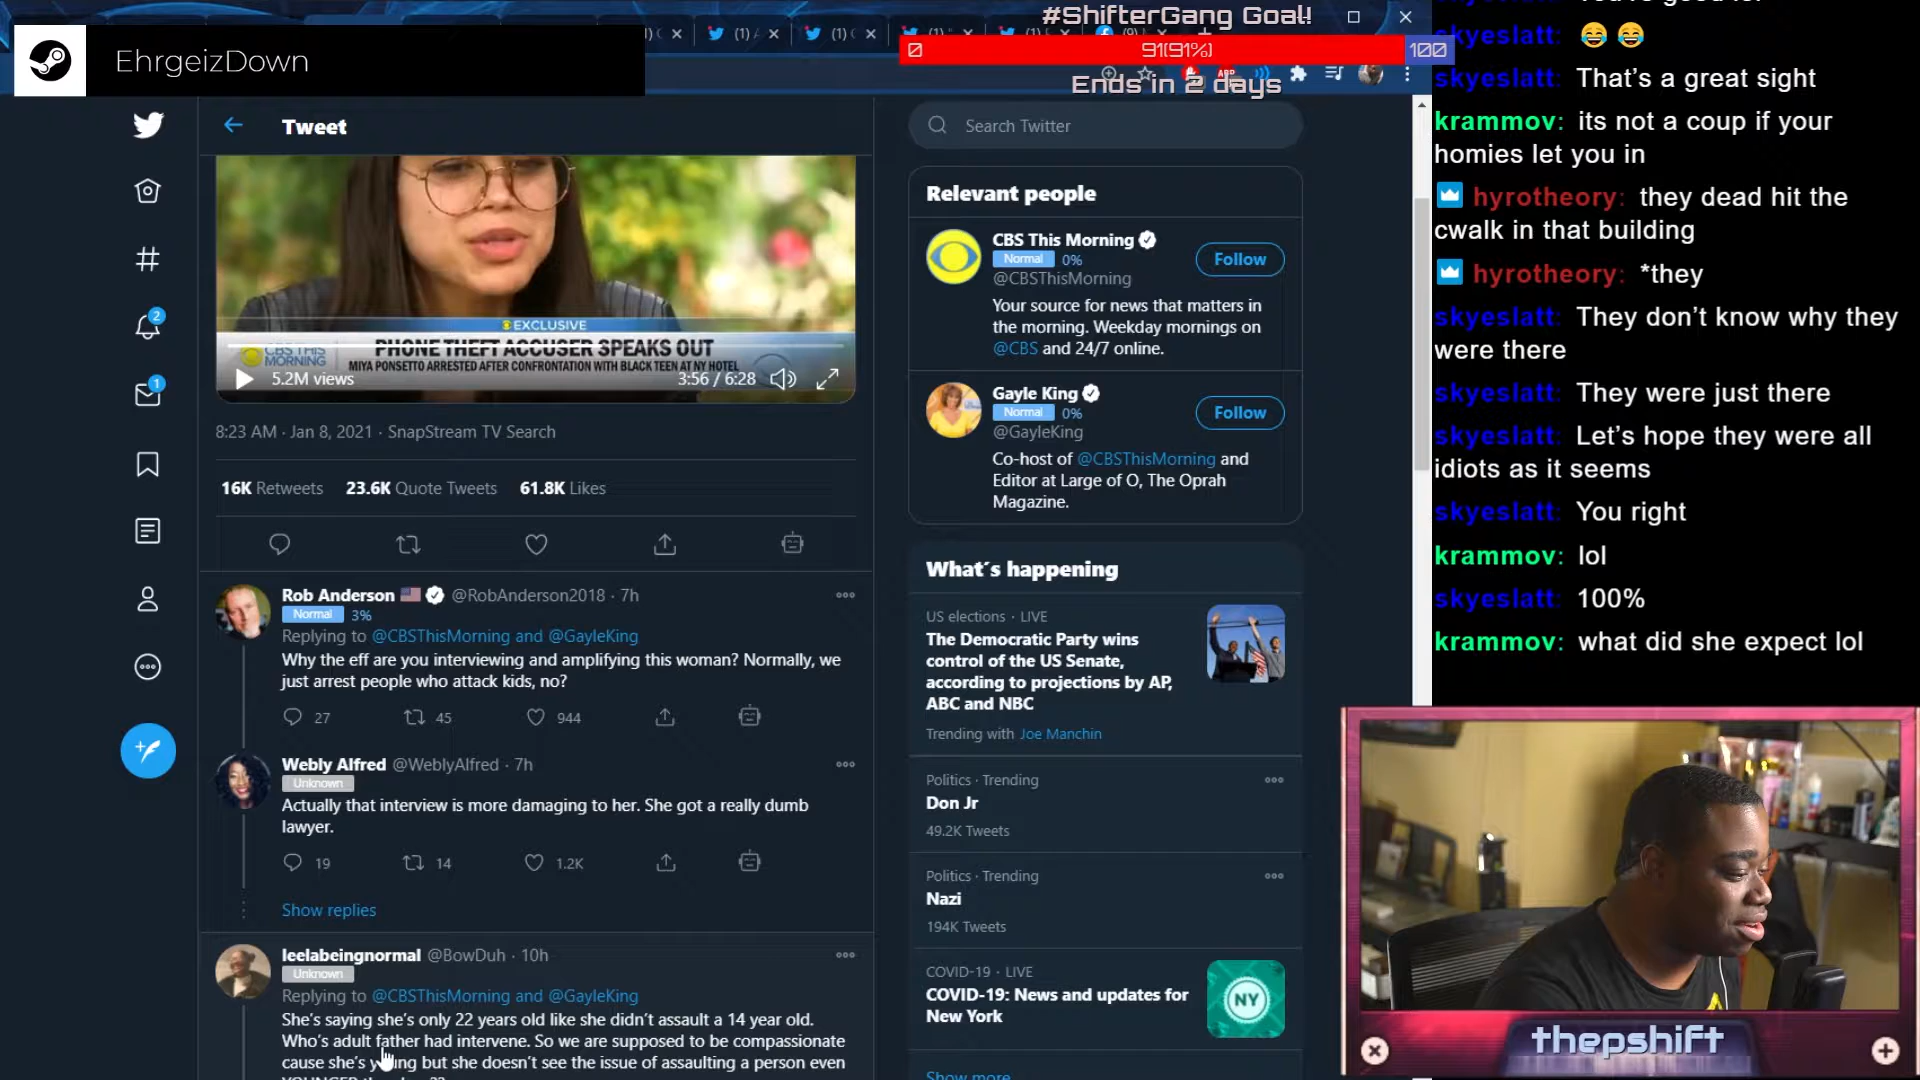 EhrgeizDown
#ShifterGang Goal!
0
91(91%)
100
Ends in 2 days
Tweet
EXCLUSIVE
CBS THIS
MORNING
PHONE THEFT ACCUSER SPEAKS OUT
MIYA PONSETTO ARRESTED AFTER CONFRONTATION WITH BLACK TEEN AT NY HOTEL
5.2M views
3:56 / 6:28
8:23 AM · Jan 8, 2021 · SnapStream TV Search
16K Retweets 23.6K Quote Tweets 61.8K Likes
Rob Anderson @RobAnderson2018 · 7h
Normal 3%
Replying to @CBSThisMorning and @GayleKing
Why the eff are you interviewing and amplifying this woman? Normally, we
just arrest people who attack kids, no?
27 45 944
Webly Alfred @WeblyAlfred · 7h
Unknown
Actually that interview is more damaging to her. She got a really dumb
lawyer.
19 14 1.2K
Show replies
leelabeingnormal @BowDuh · 10h
Unknown
Replying to @CBSThisMorning and @GayleKing
She's saying she's only 22 years old like she didn't assault a 14 year old.
Who's adult father had intervene. So we are supposed to be compassionate
cause she's young but she doesn't see the issue of assaulting a person even
Search Twitter
Relevant people
CBS This Morning
Normal 0%
@CBSThisMorning
Follow
Your source for news that matters in
the morning. Weekday mornings on
@CBS and 24/7 online.
Gayle King
Normal 0%
@GayleKing
Follow
Co-host of @CBSThisMorning and
Editor at Large of O, The Oprah
Magazine.
What's happening
US elections · LIVE
The Democratic Party wins
control of the US Senate,
according to projections by AP,
ABC and NBC
Trending with Joe Manchin
Politics · Trending
Don Jr
49.2K Tweets
Politics · Trending
Nazi
194K Tweets
COVID-19 · LIVE
COVID-19: News and updates for
New York
NY
Show more
skyeslatt: 😂 😂
skyeslatt: That's a great sight
krammov: its not a coup if your
homies let you in
hyrotheory: they dead hit the
cwalk in that building
hyrotheory: *they
skyeslatt: They don't know why they
were there
skyeslatt: They were just there
skyeslatt: Let's hope they were all
idiots as it seems
skyeslatt: You right
krammov: lol
skyeslatt: 100%
krammov: what did she expect lol
thepshift